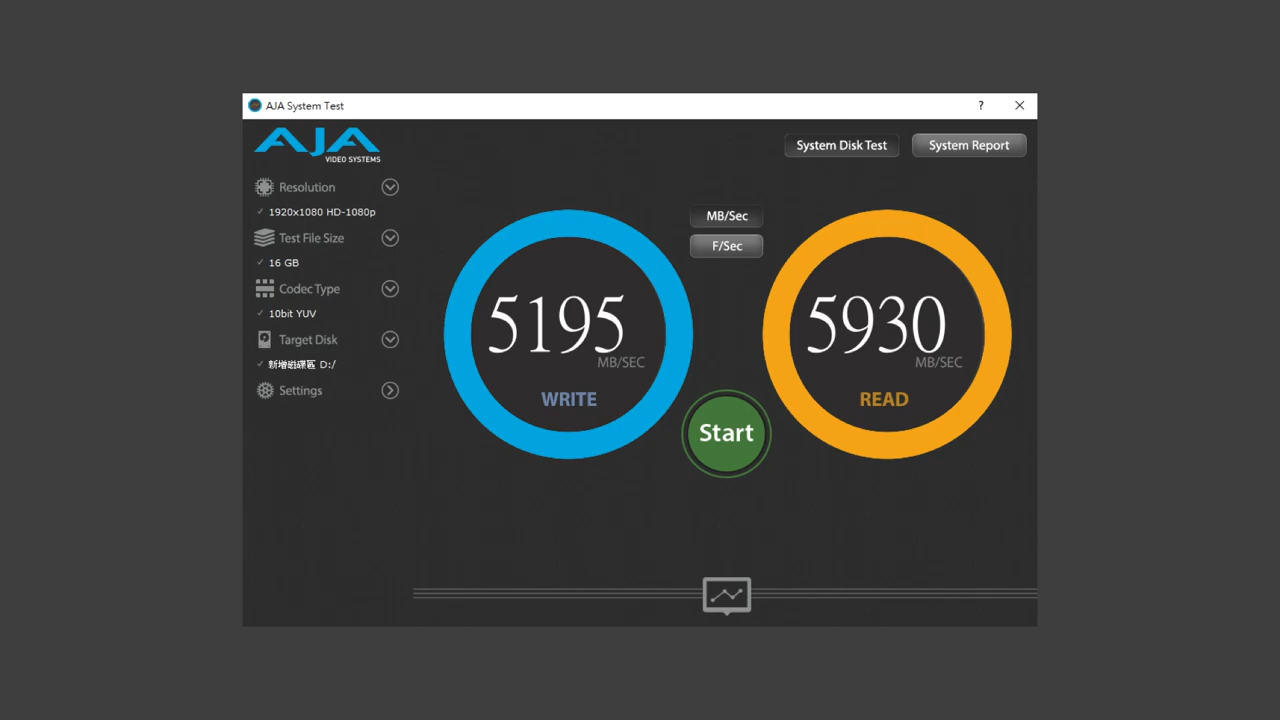 AJA System Test
?
AJA
VIDEO SYSTEMS
System Disk Test
System Report
Resolution
1920x1080 HD-1080p
Test File Size
16 GB
Codec Type
10bit YUV
Target Disk
新增磁碟區 D:/
Settings
MB/Sec
F/Sec
5195
MB/SEC
WRITE
5930
MB/SEC
READ
Start